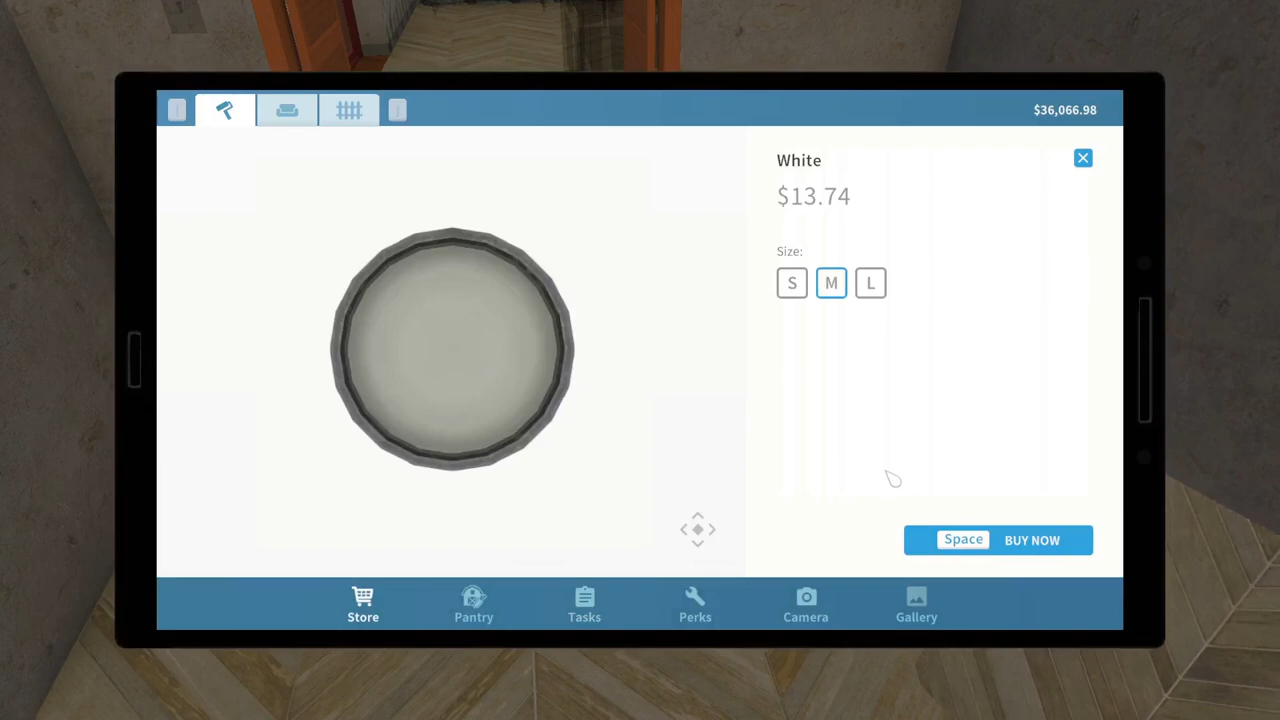 $36,066.98
White
$13.74
Size:
S M L
Space BUY NOW
Store Pantry Tasks Perks Camera Gallery